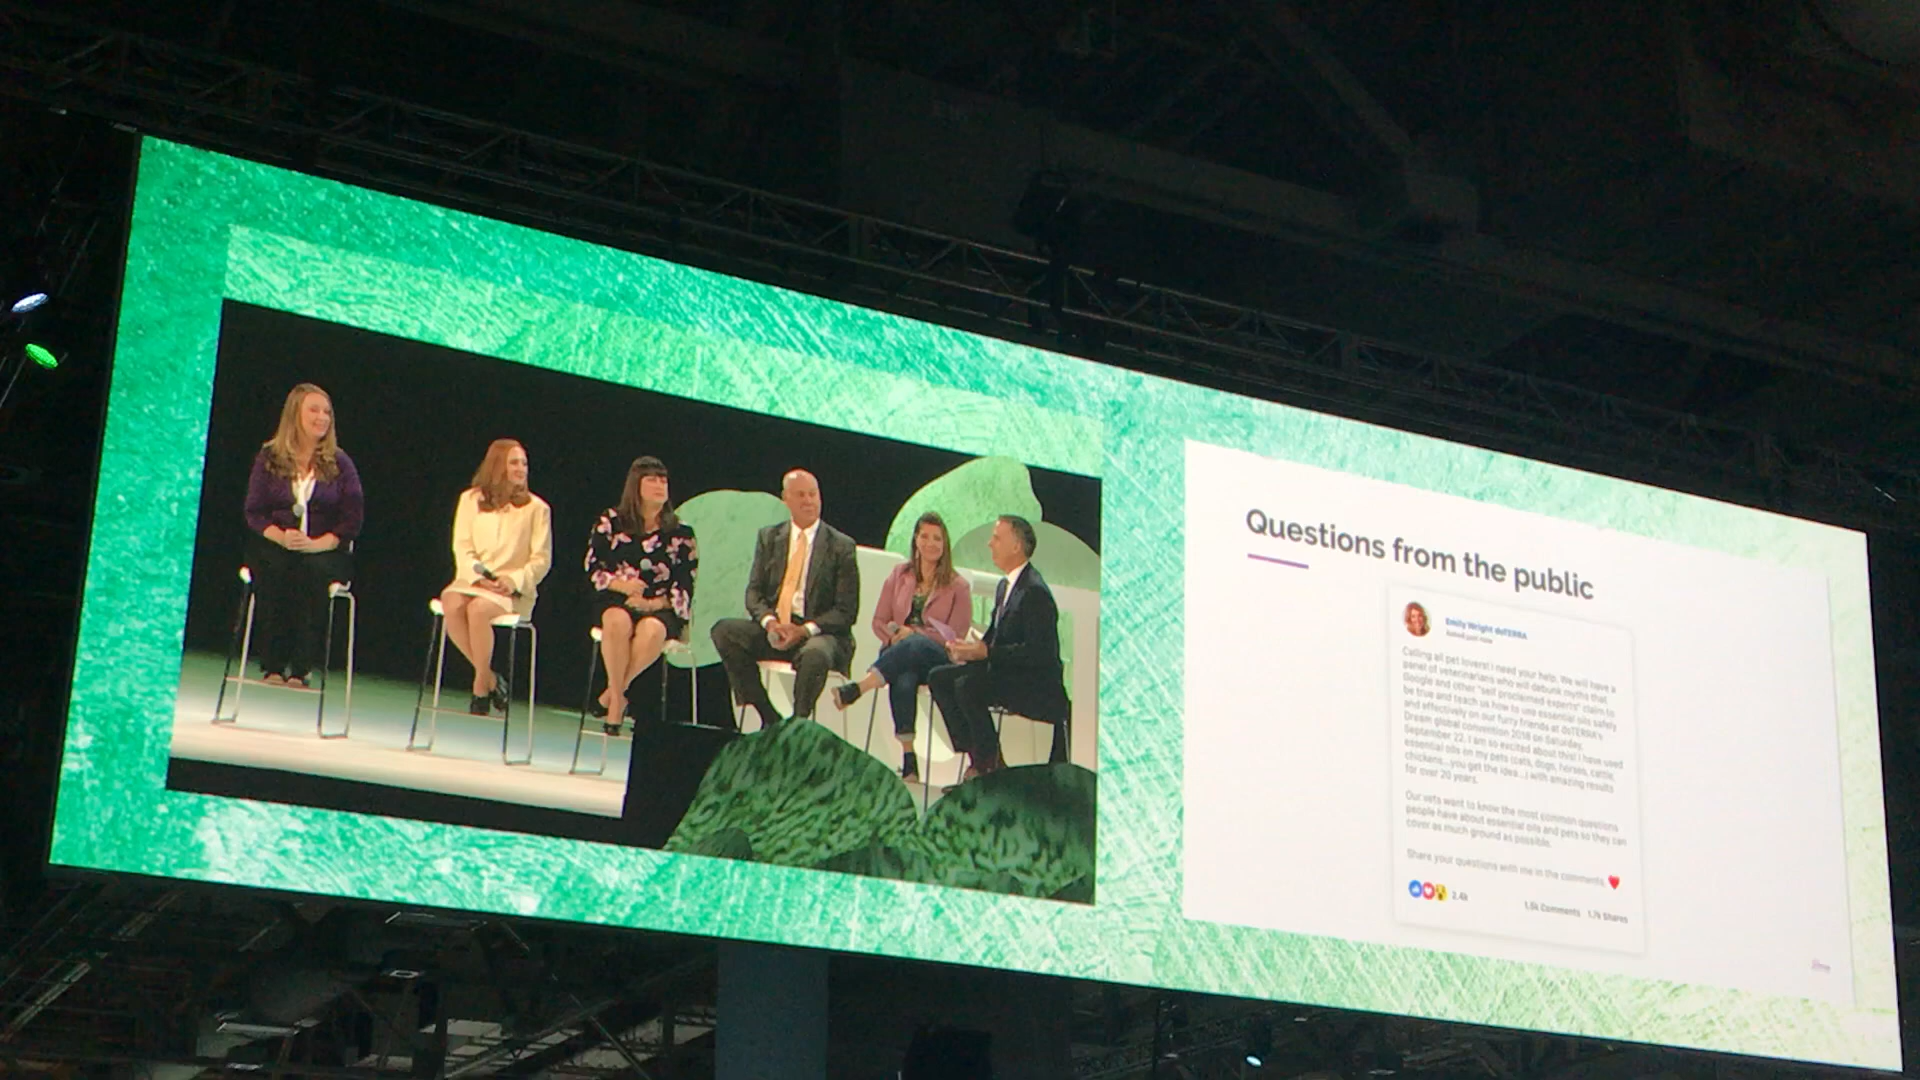 Questions from the public
Emily Wright doTERRA
Calling all pet lovers! I need your help. We will have a
panel of veterinarians who will debunk myths that
Google and other "self proclaimed experts" claim to
be true and teach us how to use essential oils safely
and effectively on our furry friends at doTERRA's
Dream global convention 2018 on Saturday,
September 22. I am so excited about this! I have used
essential oils on my pets (cats, dogs, horses, cattle,
chickens...you get the idea...) with amazing results
for over 20 years.
Our vets want to know the most common questions
people have about essential oils and pets so they can
cover as much ground as possible.
Share your questions with me in the comments. ❤️
2.4k
1.5k Comments 1.7k Shares